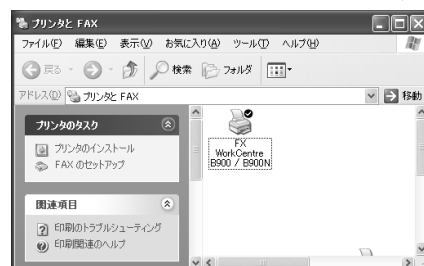 プリンタと FAX
ファイル(F) 編集(E) 表示(V) お気に入り(A) ツール(T) ヘルプ(H)
戻る 検索 フォルダ
アドレス(D) プリンタと FAX 移動
プリンタのタスク
プリンタのインストール
FAX のセットアップ
関連項目
印刷のトラブルシューティング
印刷関連のヘルプ
FX
WorkCentre
B900 / B900N